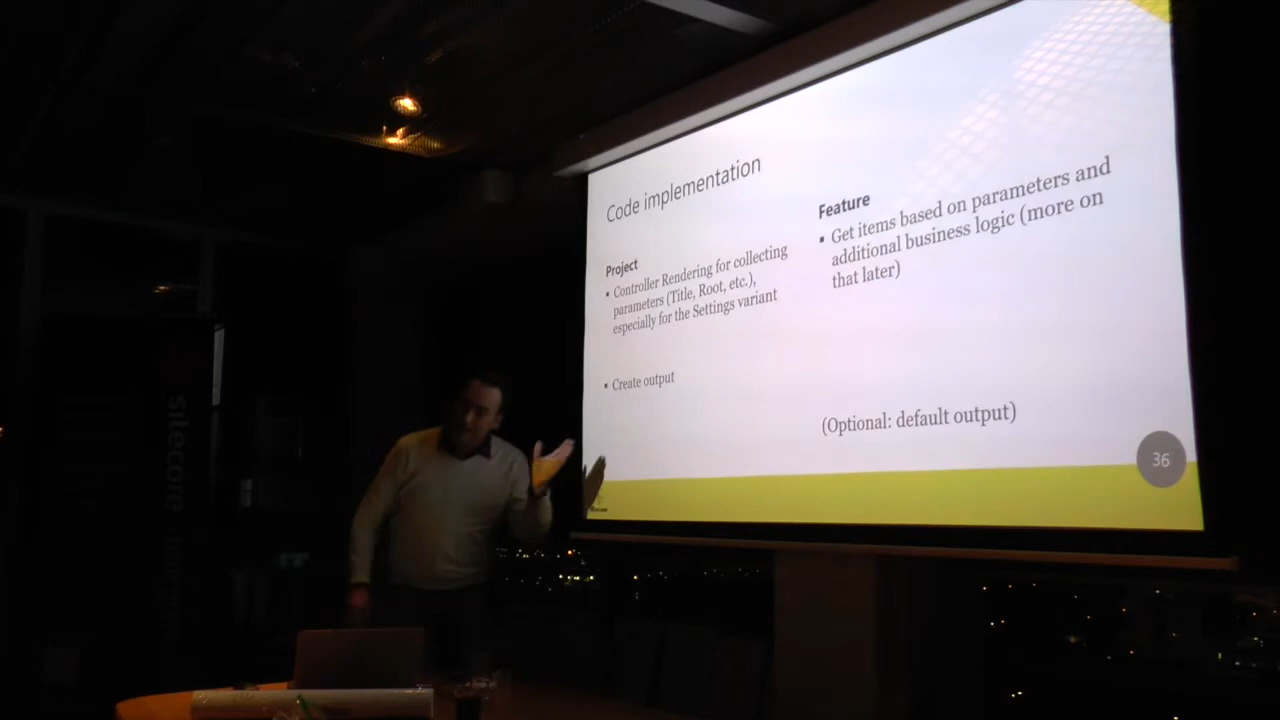 Code implementation
Project
▪ Controller Rendering for collecting
parameters (Title, Root, etc.),
especially for the Settings variant
▪ Create output
Feature
▪ Get items based on parameters and
additional business logic (more on
that later)
(Optional: default output)
36
sitecore